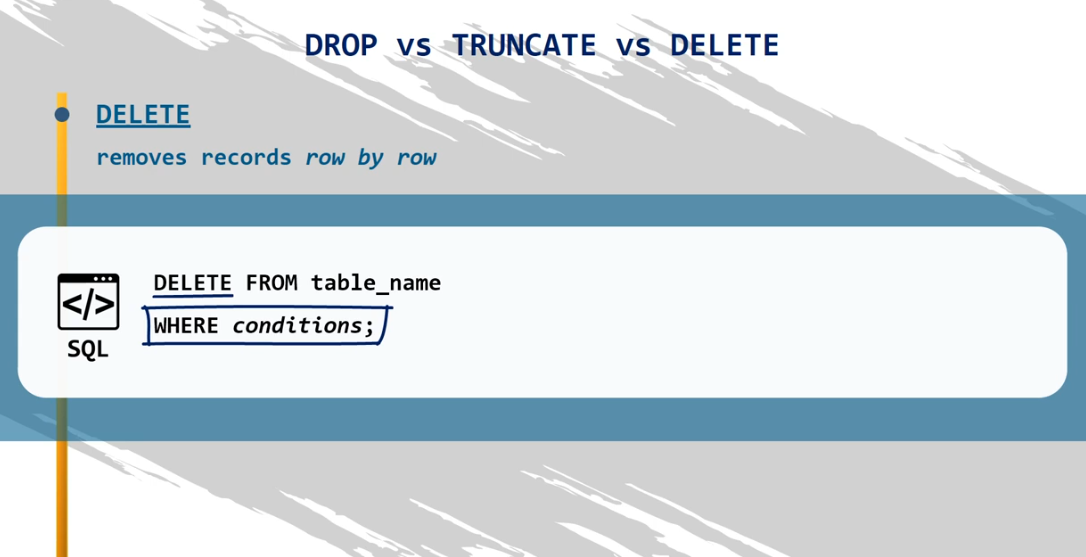 DROP vs TRUNCATE vs DELETE
DELETE
removes records row by row
DELETE FROM table_name
WHERE conditions;
</>
SQL